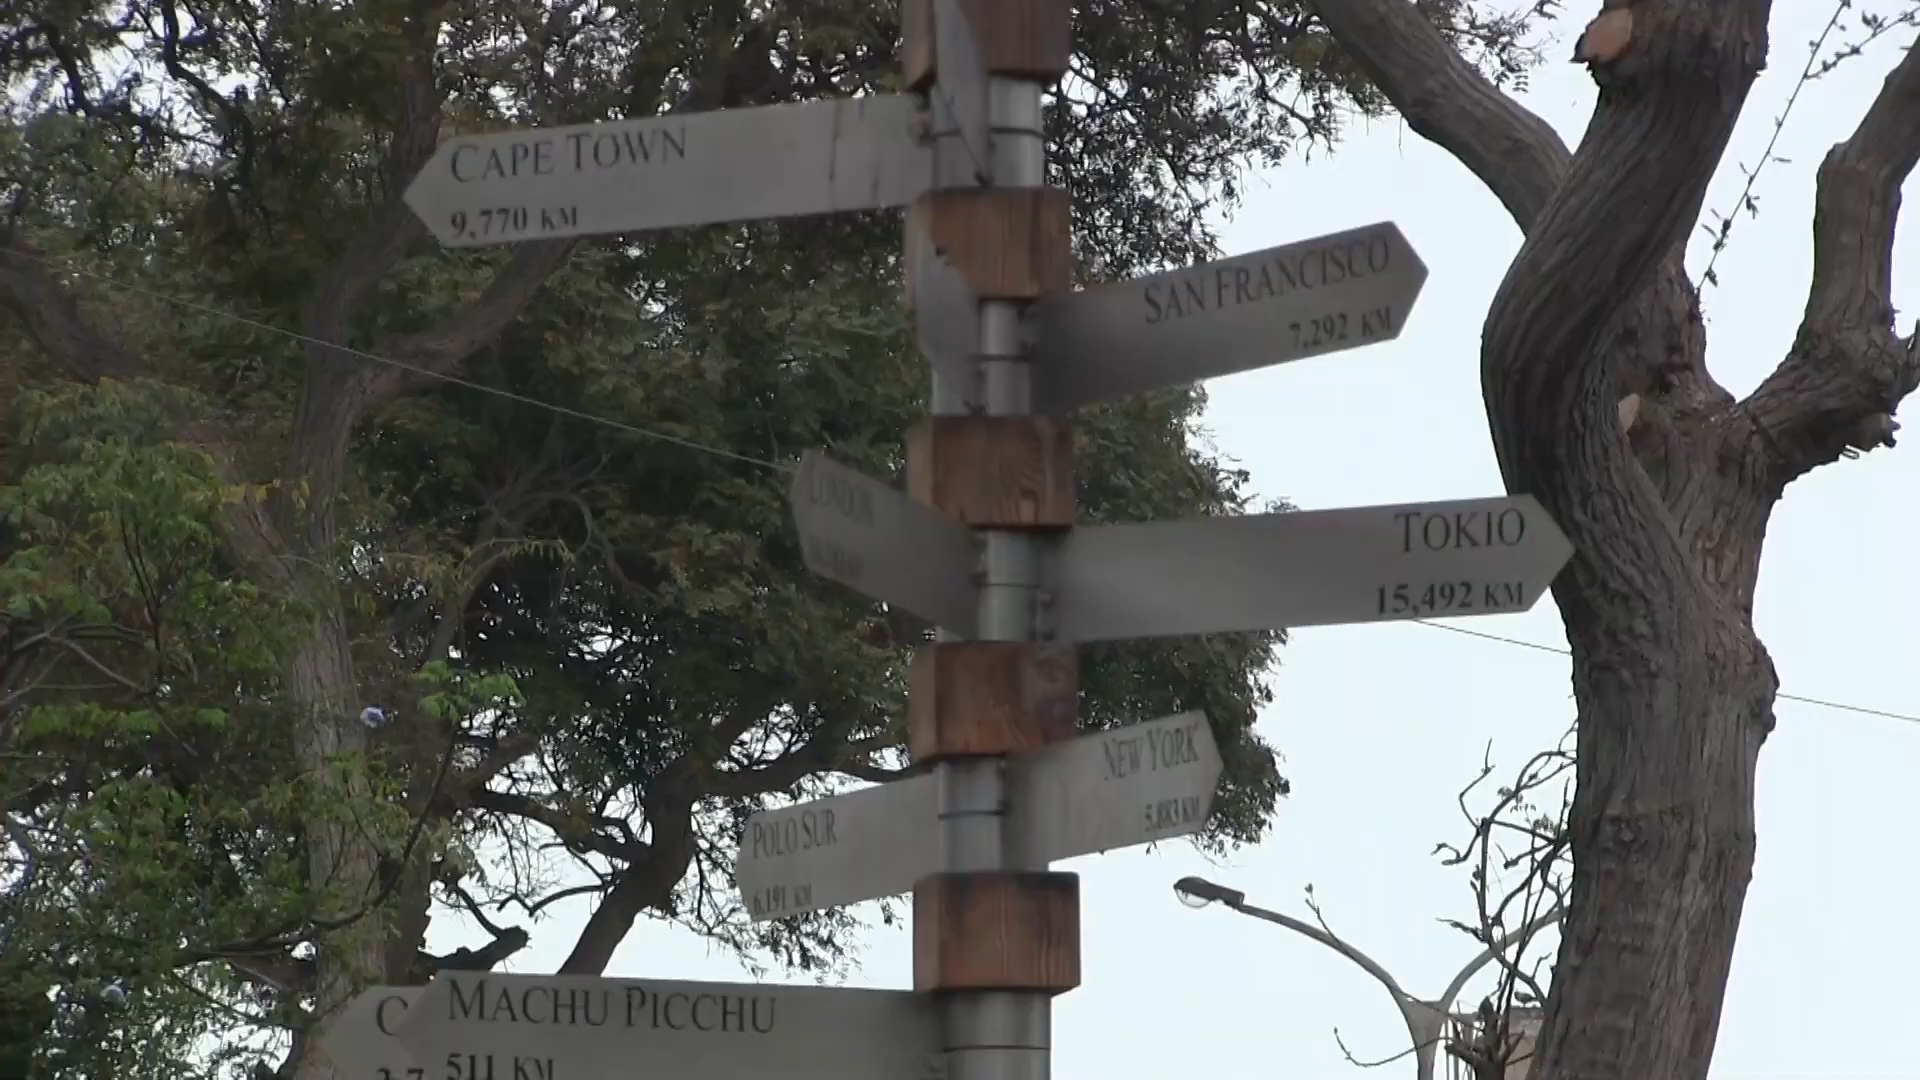 CAPE TOWN
9,770 KM
SAN FRANCISCO
7,292 KM
LONDON
TOKIO
15,492 KM
NEW YORK
5,883 KM
POLO SUR
6,191 KM
MACHU PICCHU
511 KM
C